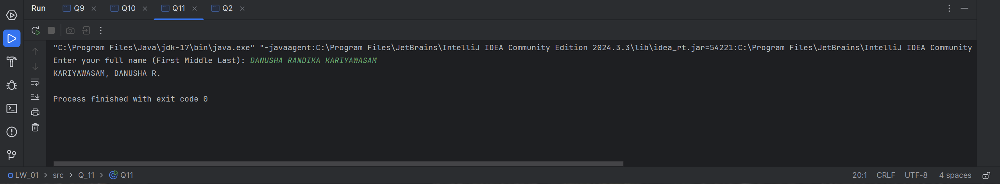 Run Q9 Q10 Q11 Q2
"C:\Program Files\Java\jdk-17\bin\java.exe" "-javaagent:C:\Program Files\JetBrains\IntelliJ IDEA Community Edition 2024.3.3\lib\idea_rt.jar=54221:C:\Program Files\JetBrains\IntelliJ IDEA Community
Enter your full name (First Middle Last): DANUSHA RANDIKA KARIYAWASAM
KARIYAWASAM, DANUSHA R.
Process finished with exit code 0
LW_01 > src > Q_11 > Q11 20:1 CRLF UTF-8 4 spaces